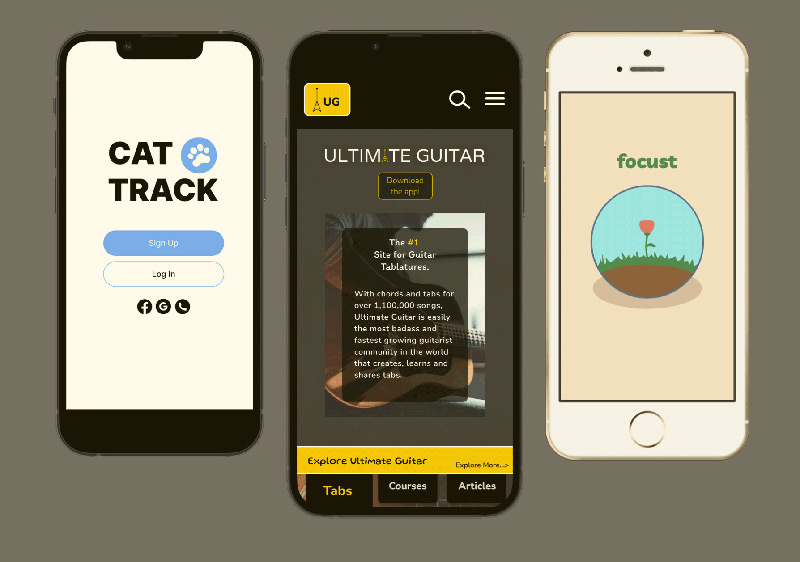 CAT
TRACK
Sign Up
Log In
UG
ULTIMATE GUITAR
Download
the app!
The #1
Site for Guitar
Tablatures.
With chords and tabs for
over 1,100,000 songs,
Ultimate Guitar is easily
the most badass and
fastest growing guitarist
community in the world
that creates, learns and
shares tabs.
Explore Ultimate Guitar
Explore More...>
Tabs
Courses
Articles
focust